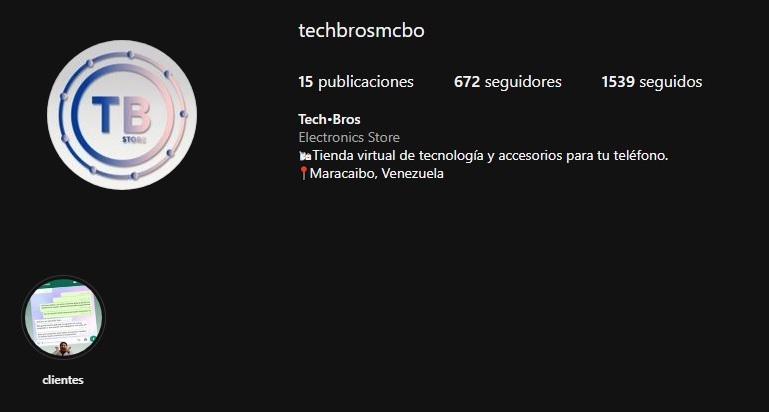 techbrosmcbo
15 publicaciones 672 seguidores 1539 seguidos
Tech•Bros
Electronics Store
Tienda virtual de tecnología y accesorios para tu teléfono.
📍Maracaibo, Venezuela
TB
STORE
clientes